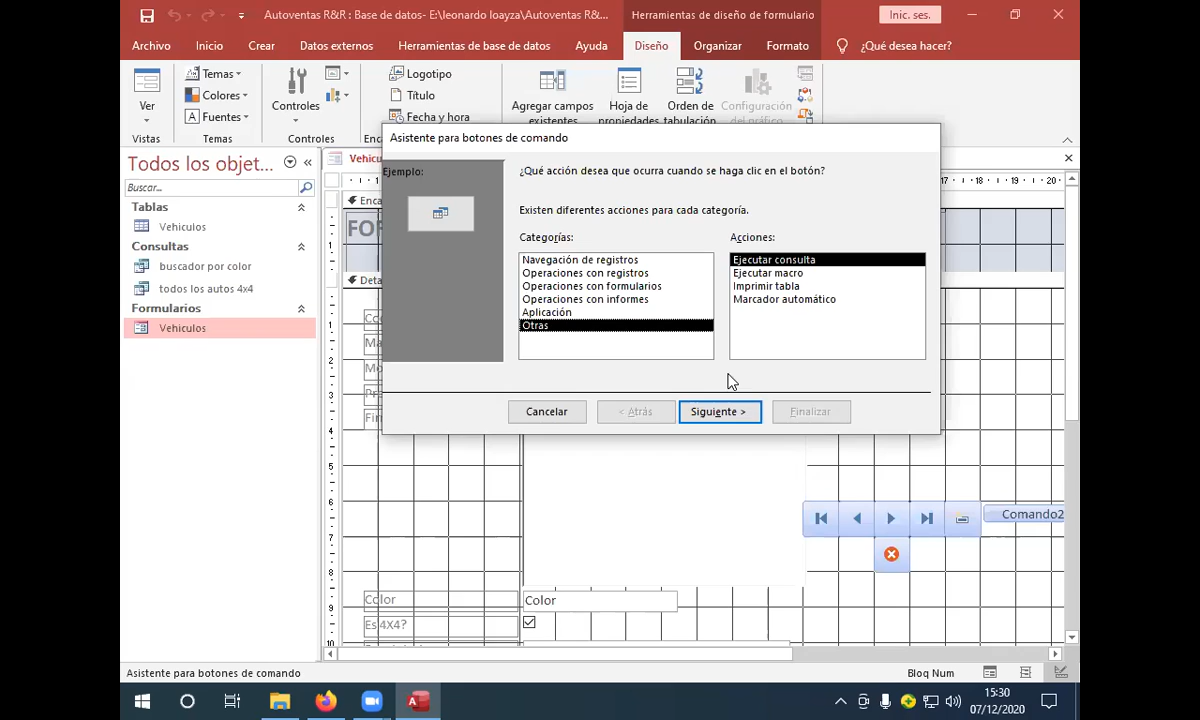 Autoventas R&R : Base de datos- E:\leonardo loayza\Autoventas R&...
Herramientas de diseño de formulario
Inic. ses.
Archivo
Inicio
Crear
Datos externos
Herramientas de base de datos
Ayuda
Diseño
Organizar
Formato
¿Qué desea hacer?
Ver
Vistas
Temas
Colores
Fuentes
Temas
Controles
Controles
Logotipo
Título
Fecha y hora
Agregar campos
Hoja de propiedades
Orden de tabulación
Configuración
Asistente para botones de comando
Todos los objet...
Buscar...
Tablas
Vehiculos
Consultas
buscador por color
todos los autos 4x4
Formularios
Vehiculos
Ejemplo:
¿Qué acción desea que ocurra cuando se haga clic en el botón?
Existen diferentes acciones para cada categoría.
Categorías:
Acciones:
Navegación de registros
Operaciones con registros
Operaciones con formularios
Operaciones con informes
Aplicación
Otras
Ejecutar consulta
Ejecutar macro
Imprimir tabla
Marcador automático
Cancelar
< Atrás
Siguiente >
Finalizar
16 · 17 · 18 · 19 · 20
Comando2
Color
Color
Es 4X4?
Asistente para botones de comando
Bloq Num
15:30
07/12/2020